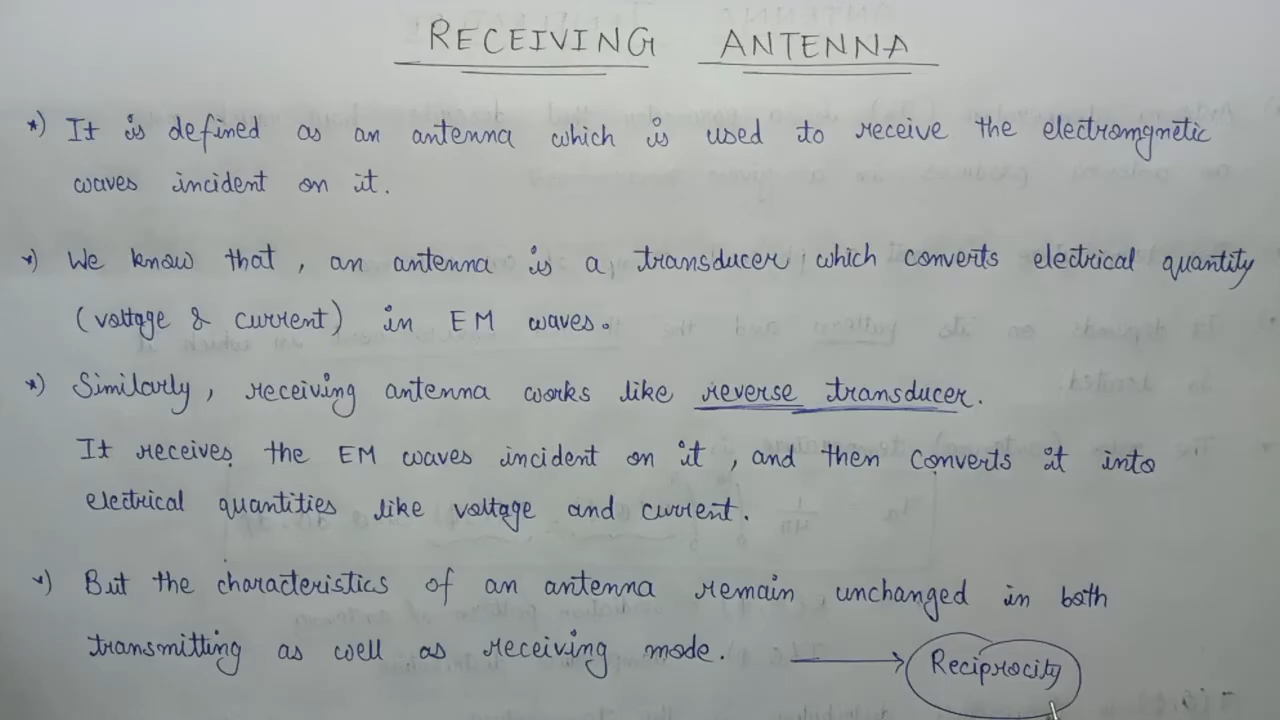 RECEIVING ANTENNA
*) It is defined as an antenna which is used to receive the electromgnetic
waves incident on it.
*) We know that, an antenna is a transducer, which converts electrical quantity
(voltage & current) in EM waves.
*) Similarly, receiving antenna works like reverse transducer.
It receives the EM waves incident on it, and then converts it into
electrical quantities like voltage and current.
*) But the characteristics of an antenna remain unchanged in both
transmitting as well as receiving mode. → Reciprocity